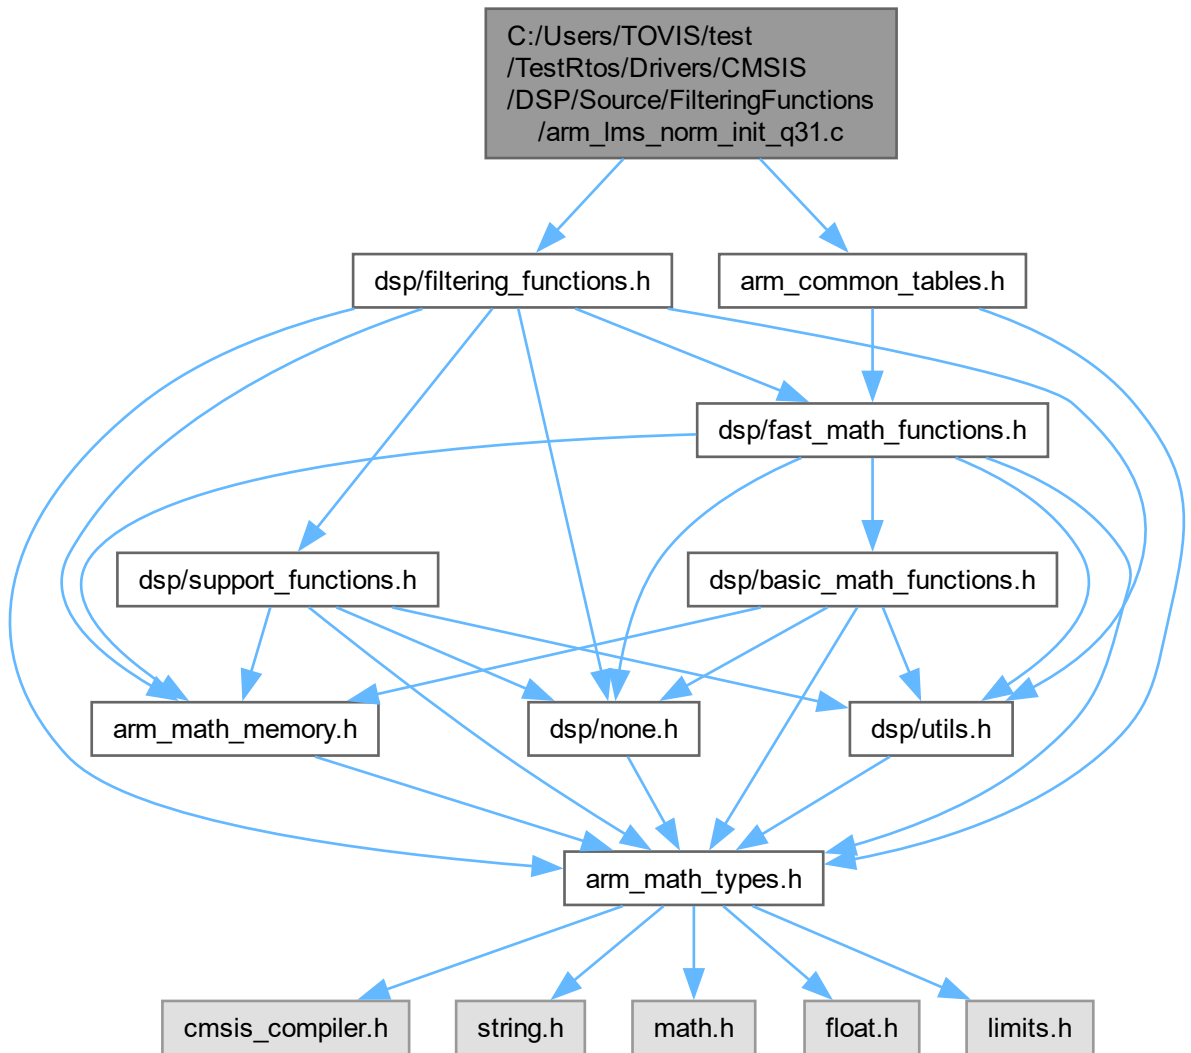 C:/Users/TOVIS/test
/TestRtos/Drivers/CMSIS
/DSP/Source/FilteringFunctions
/arm_lms_norm_init_q31.c
dsp/filtering_functions.h
arm_common_tables.h
dsp/fast_math_functions.h
dsp/support_functions.h
dsp/basic_math_functions.h
arm_math_memory.h
dsp/none.h
dsp/utils.h
arm_math_types.h
cmsis_compiler.h
string.h
math.h
float.h
limits.h